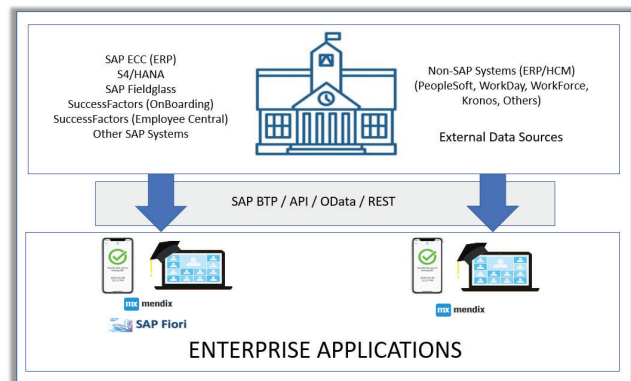 SAP ECC (ERP)
S4/HANA
SAP Fieldglass
SuccessFactors (OnBoarding)
SuccessFactors (Employee Central)
Other SAP Systems
Non-SAP Systems (ERP/HCM)
(PeopleSoft, WorkDay, WorkForce,
Kronos, Others)
External Data Sources
SAP BTP / API / OData / REST
mx mendix
SAP Fiori
mx mendix
ENTERPRISE APPLICATIONS